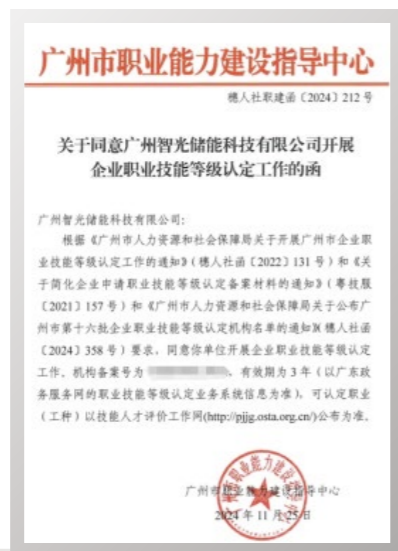 广州市职业能力建设指导中心
穗人社职建函〔2024〕212号
关于同意广州智光储能科技有限公司开展
企业职业技能等级认定工作的函
广州智光储能科技有限公司：
根据《广州市人力资源和社会保障局关于开展广州市企业职
业技能等级认定工作的通知》（穗人社函〔2022〕131号）和《关
于简化企业申请职业技能等级认定备案材料的通知》（粤技服
〔2021〕157号）和《广州市人力资源和社会保障局关于公布广
州市第十六批企业职业技能等级认定机构名单的通知》（穗人社函
〔2024〕358号）要求，同意你单位开展企业职业技能等级认定
工作，机构备案号为
，有效期为3年（以广东政
务服务网的职业技能等级认定业务系统信息为准），可认定职业
（工种）以技能人才评价工作网(http://pjjg.osta.org.cn/)公布为准。
广州市职业能力建设指导中心
2024年11月25日